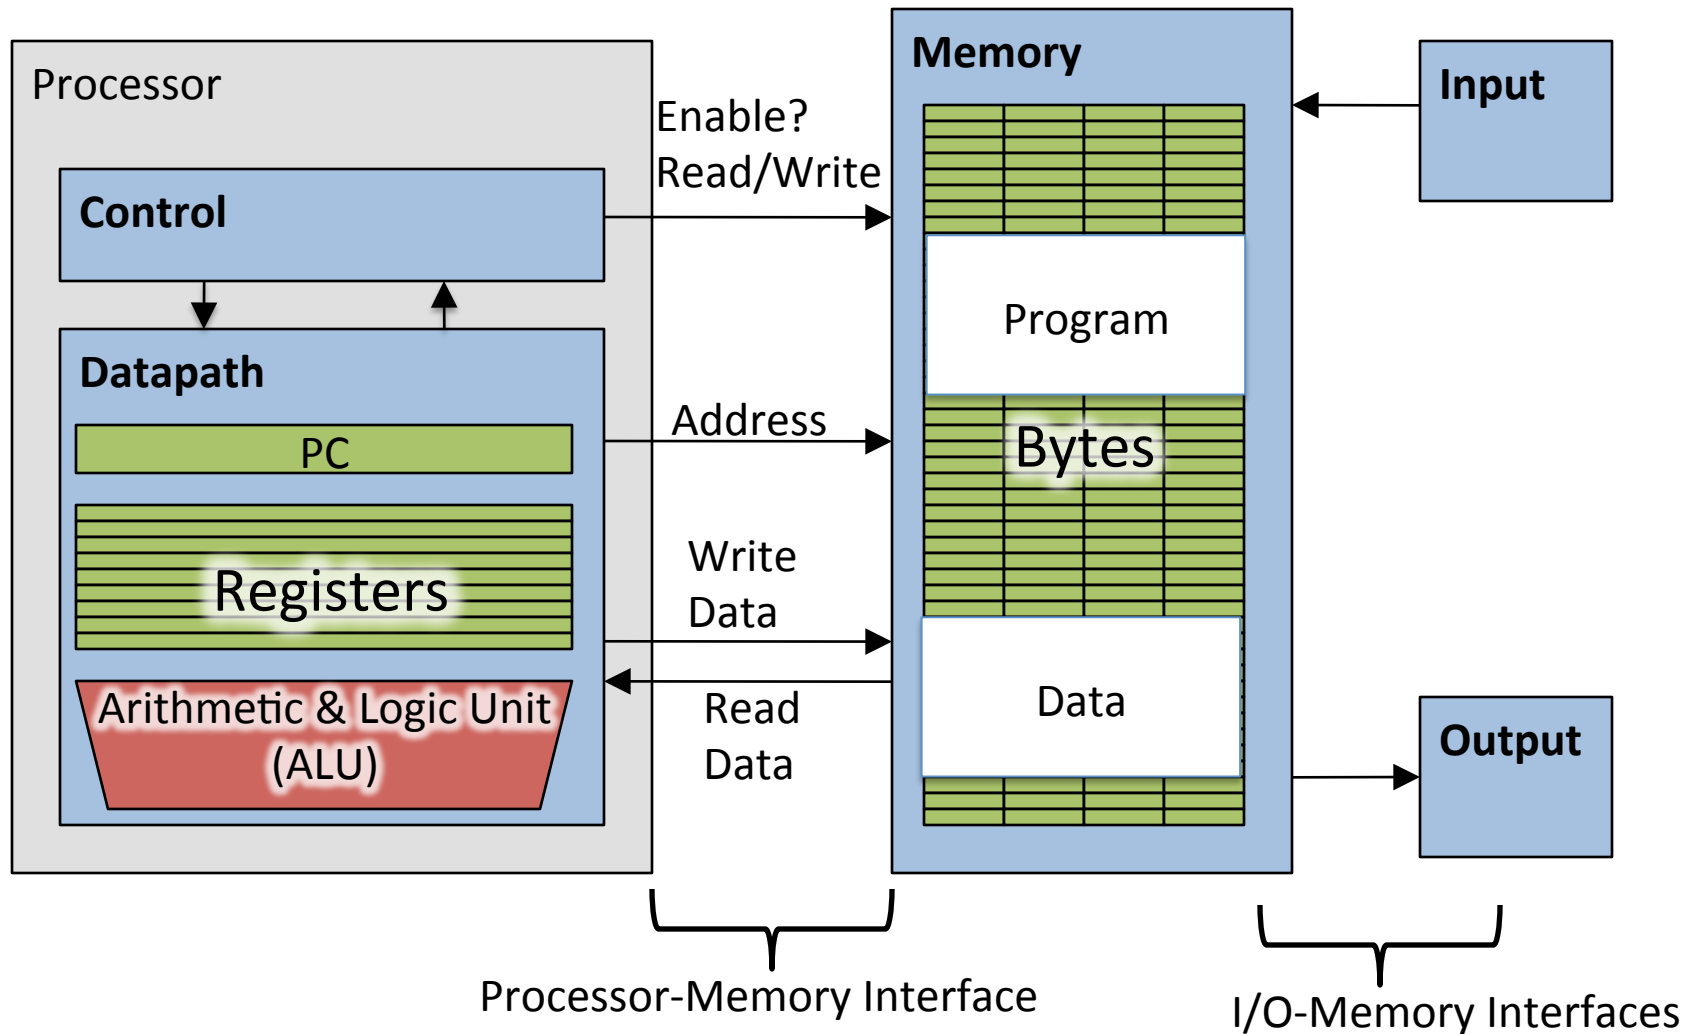 Processor
Control
Datapath
PC
Registers
Arithmetic & Logic Unit
(ALU)
Enable?
Read/Write
Address
Write
Data
Read
Data
Memory
Program
Bytes
Data
Input
Output
Processor-Memory Interface
I/O-Memory Interfaces